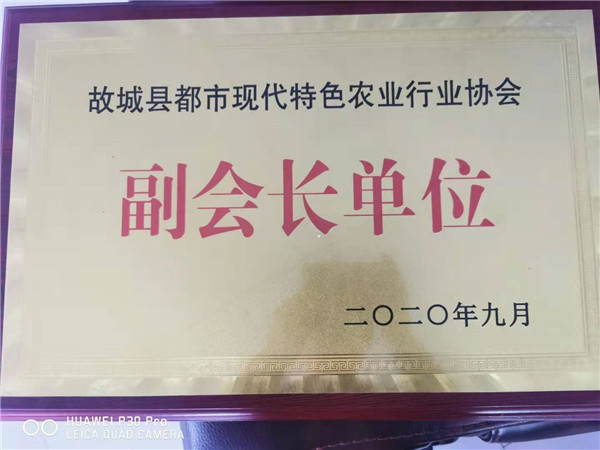 故城县都市现代特色农业行业协会
副会长单位
二〇二〇年九月
HUAWEI P30 Pro
LEICA QUAD CAMERA